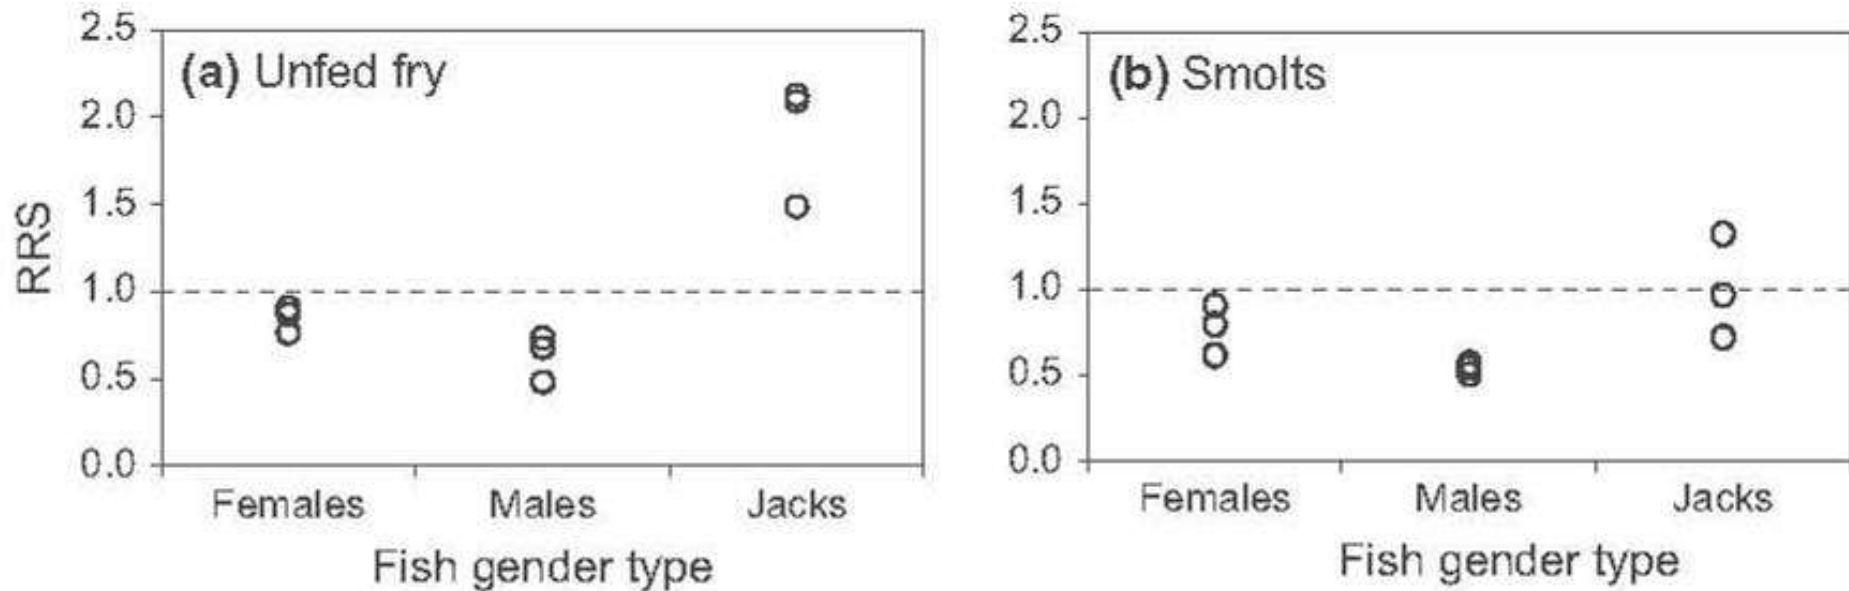 (a) Unfed fry
RRS
2.5
2.0
1.5
1.0
0.5
0.0
Females Males Jacks
Fish gender type
(b) Smolts
2.5
2.0
1.5
1.0
0.5
0.0
Females Males Jacks
Fish gender type